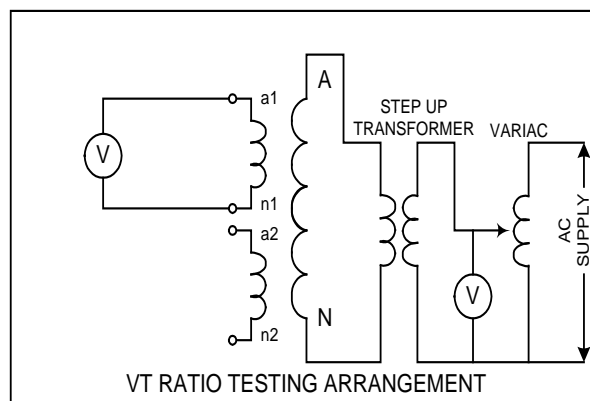 a1
A
STEP UP
TRANSFORMER
VARIAC
V
n1
a2
AC
SUPPLY
V
N
n2
VT RATIO TESTING ARRANGEMENT